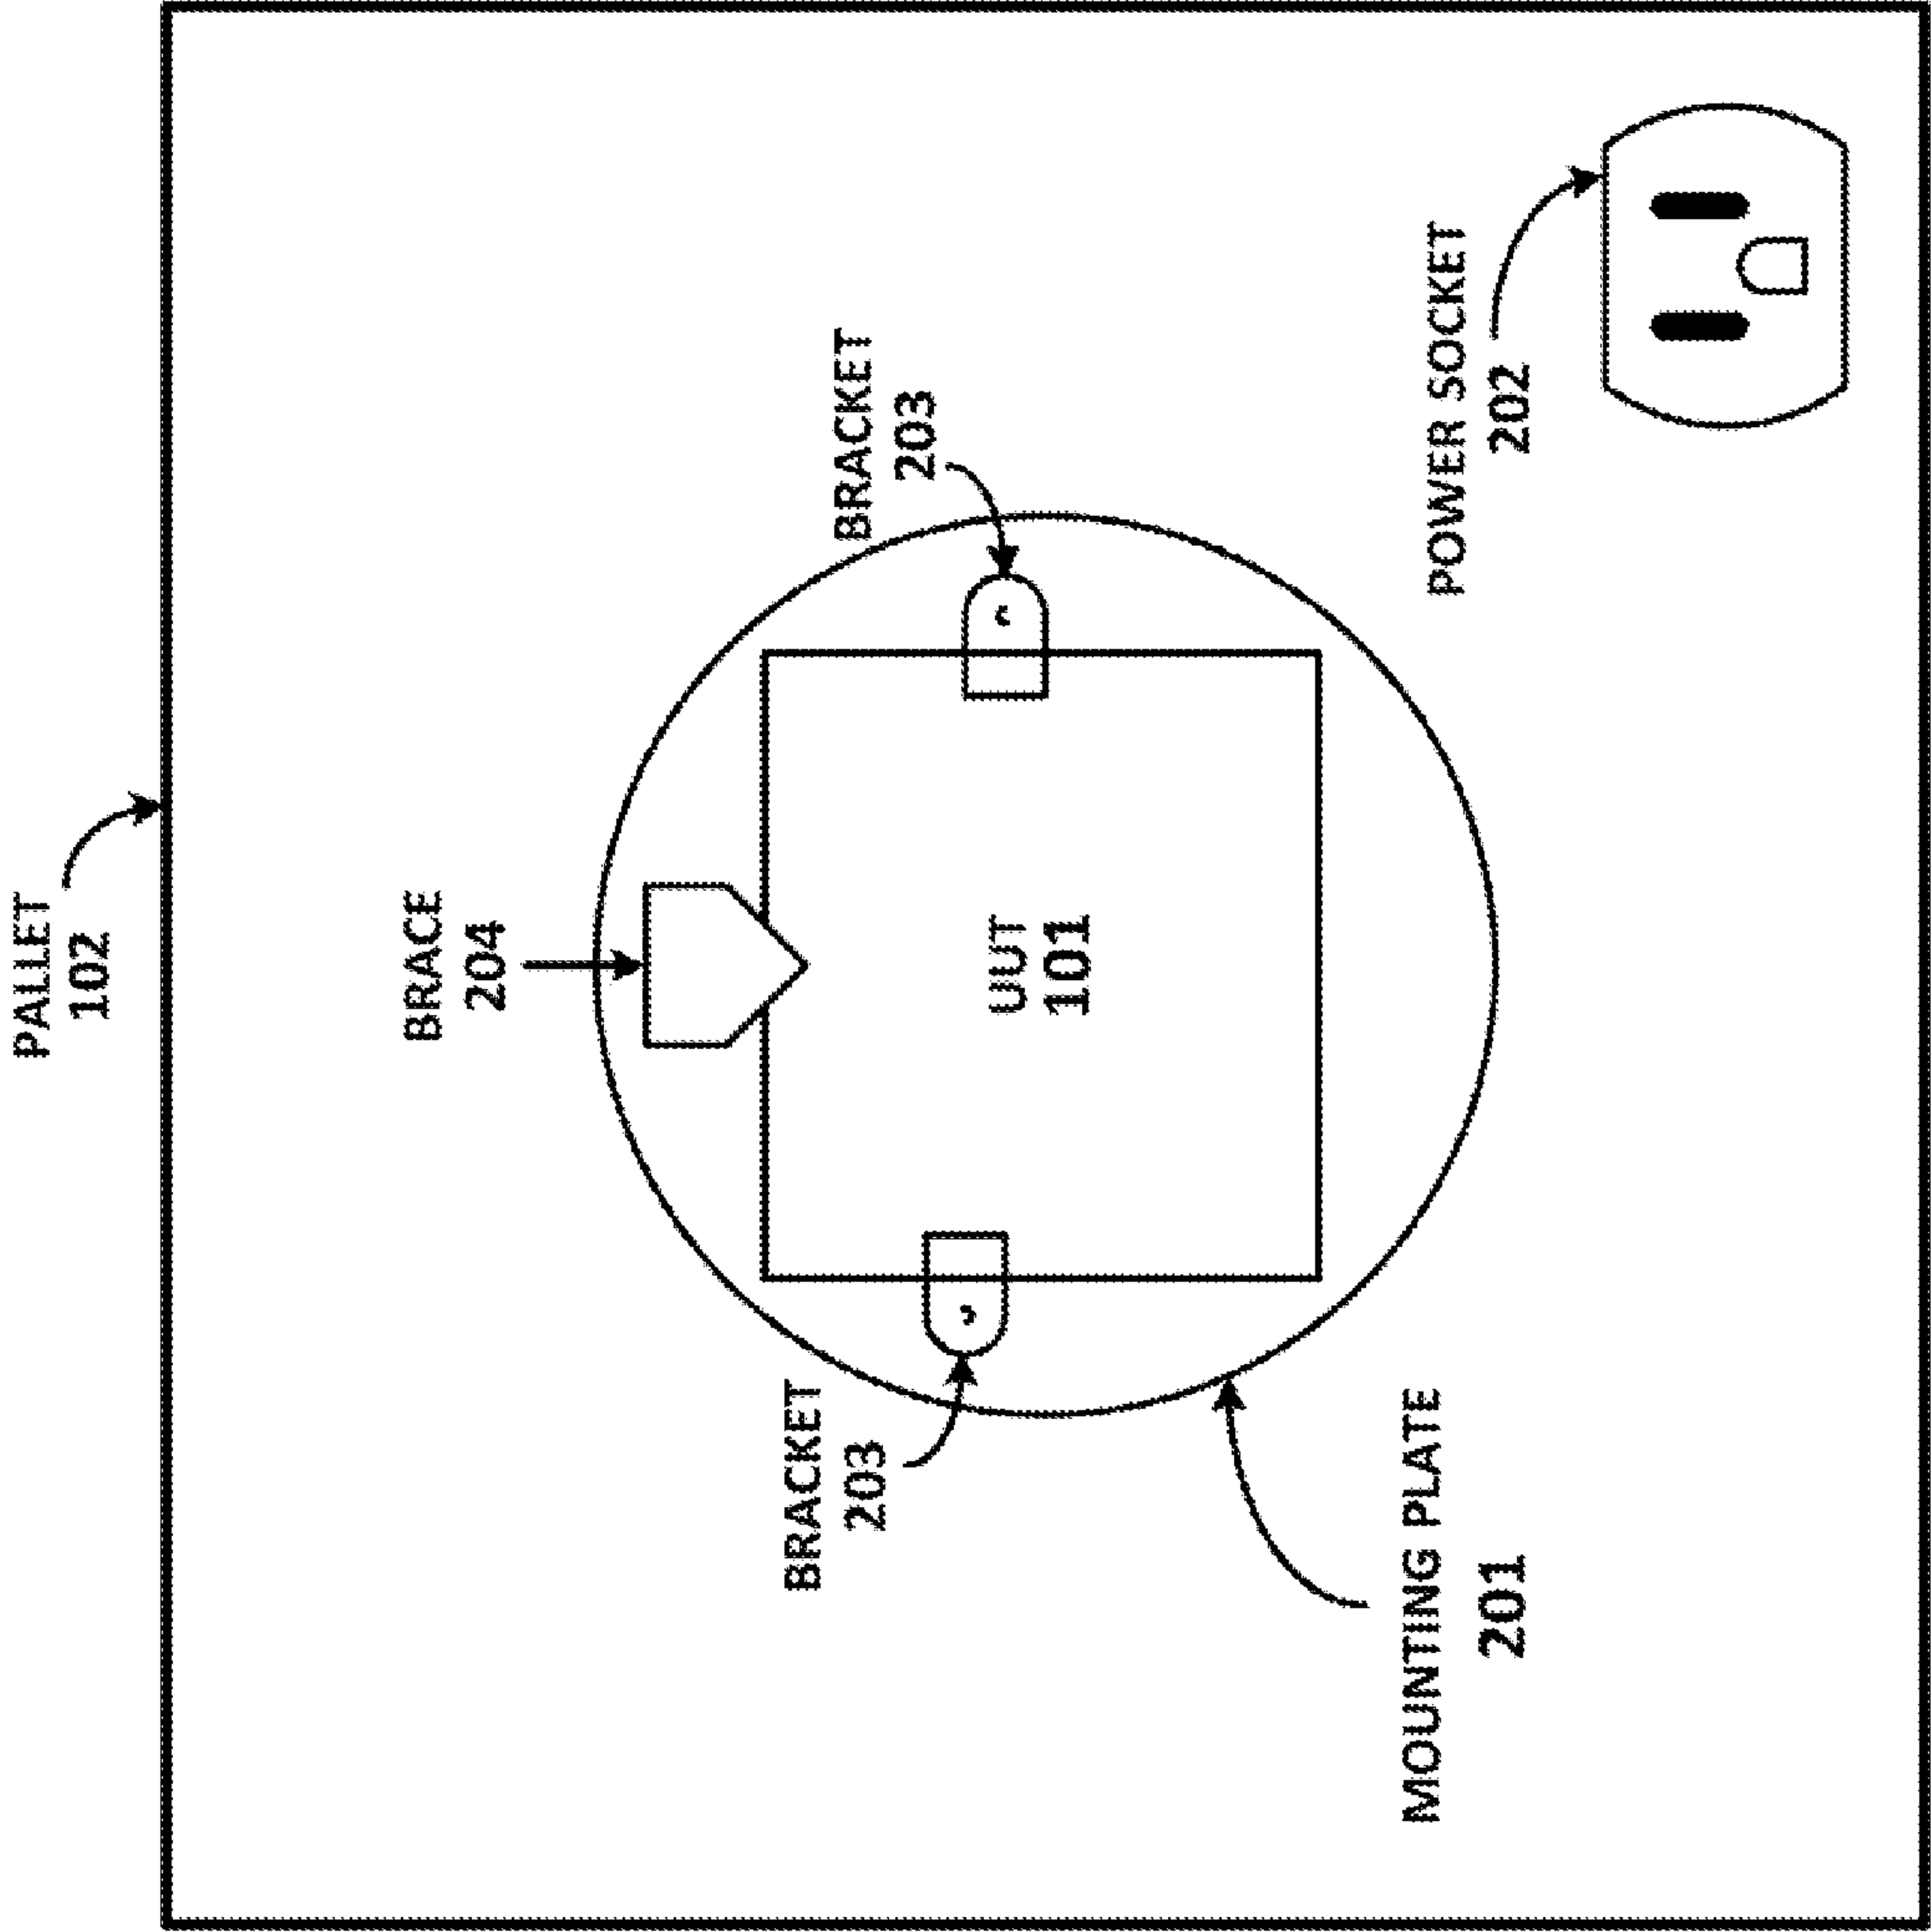 PALLET
102
BRACE
204
BRACKET
203
BRACKET
203
UUT
101
MOUNTING PLATE
201
POWER SOCKET
202